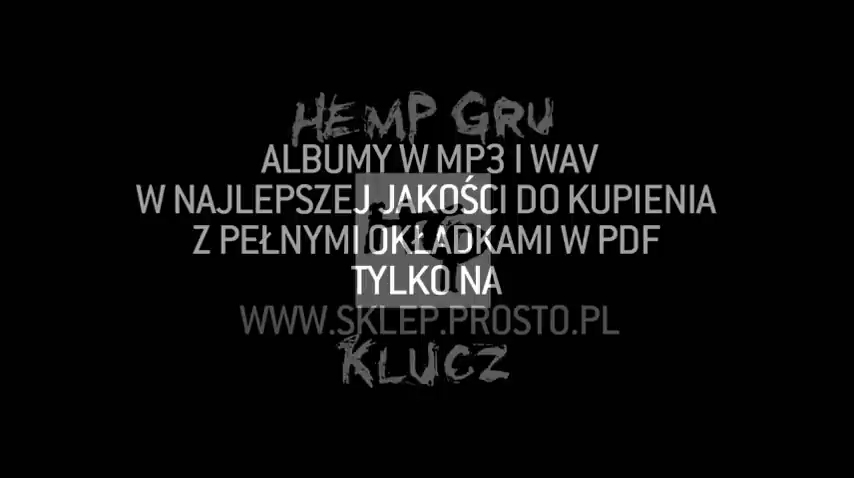 HEMP GRU
ALBUMY W MP3 I WAV
W NAJLEPSZEJ JAKOŚCI DO KUPIENIA
Z PEŁNYMI OKŁADKAMI W PDF
TYLKO NA
WWW.SKLEP.PROSTO.PL
KLUCZ